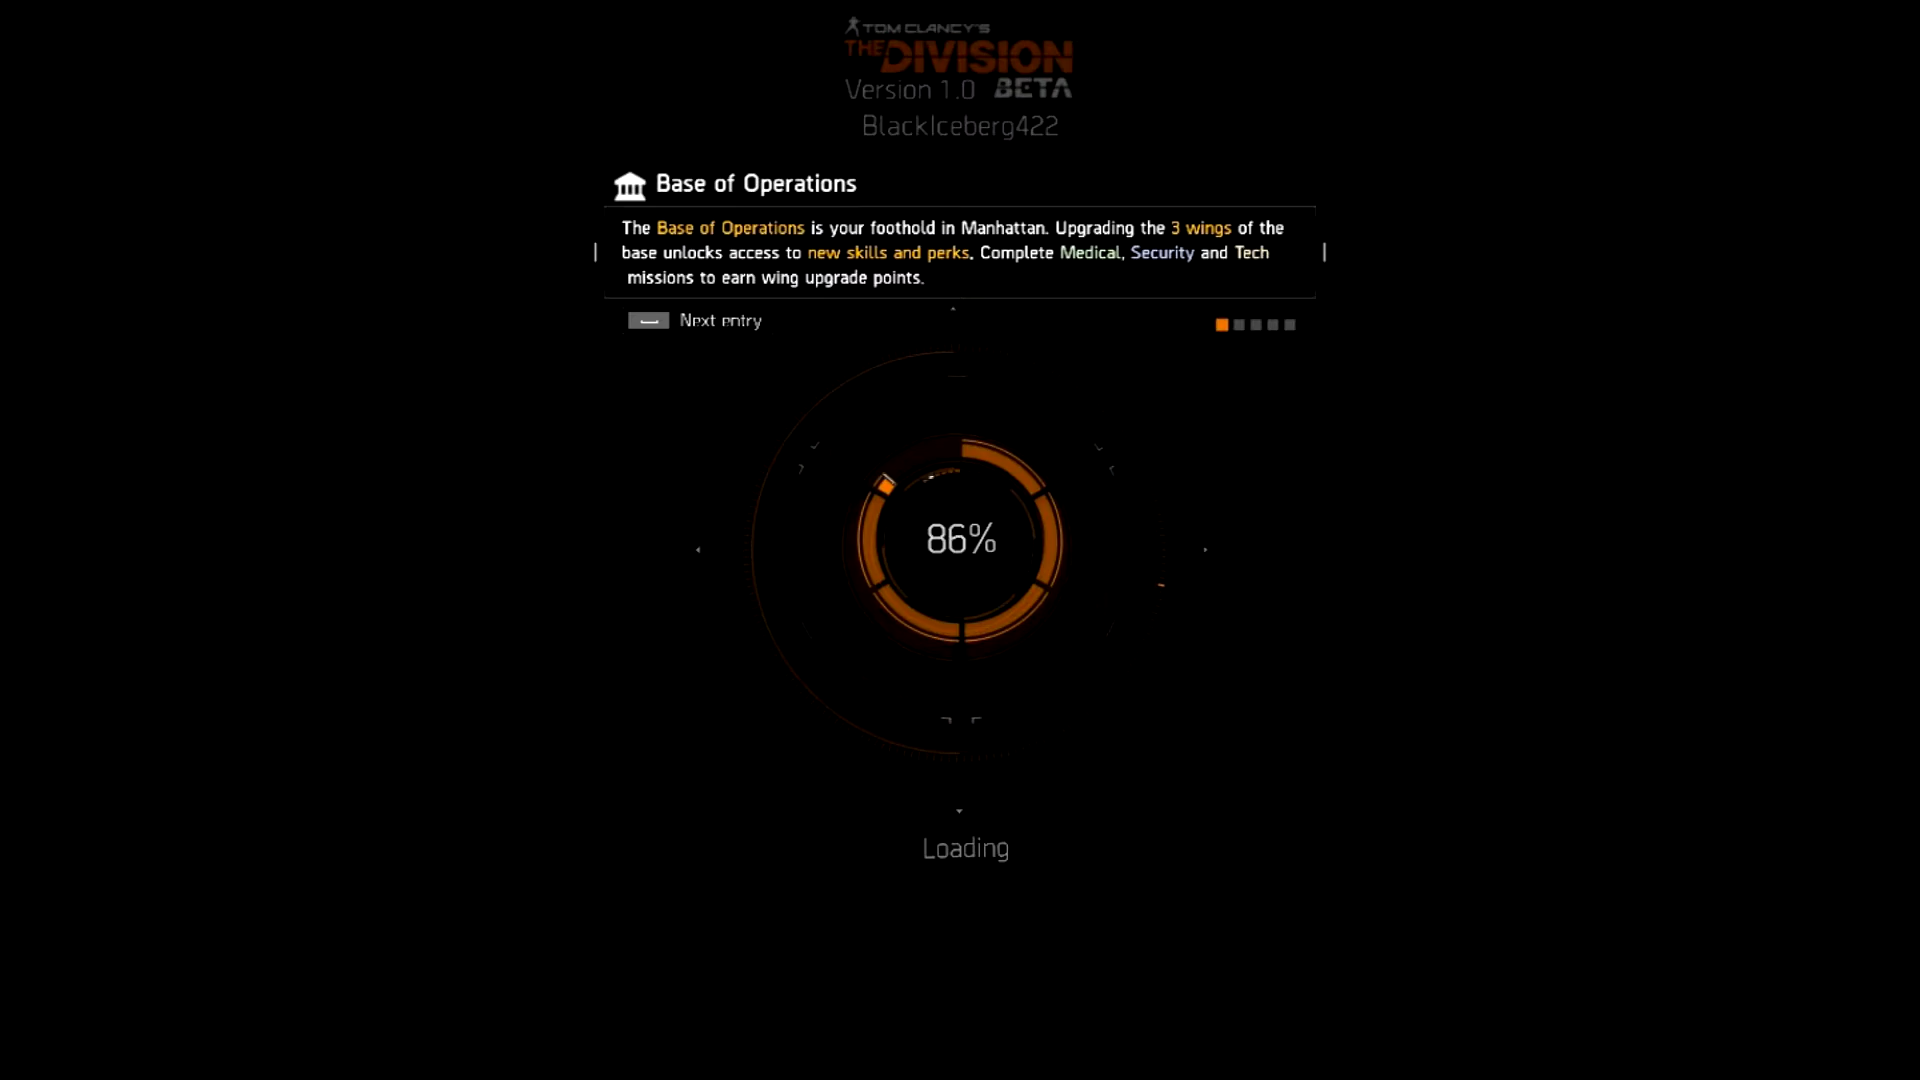 TOM CLANCY'S
THE DIVISION
Version 1.0 BETA
BlackIceberg422
Base of Operations
The Base of Operations is your foothold in Manhattan. Upgrading the 3 wings of the
base unlocks access to new skills and perks. Complete Medical, Security and Tech
missions to earn wing upgrade points.
Next entry
86%
Loading